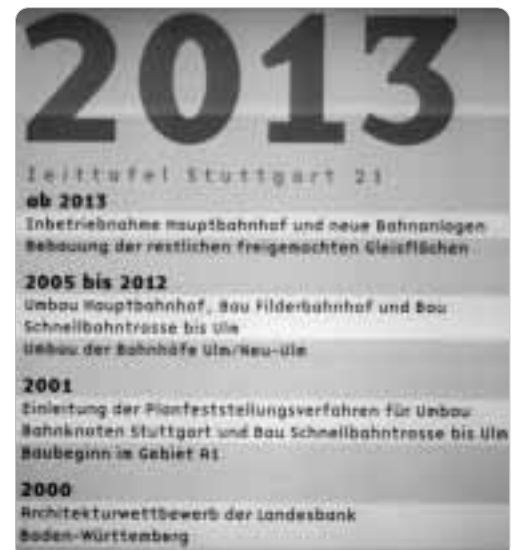 2013
Zeittafel Stuttgart 21
ab 2013
Inbetriebnahme Hauptbahnhof und neue Bahnanlagen
Bebauung der restlichen freigemachten Gleisflächen
2005 bis 2012
Umbau Hauptbahnhof, Bau Filderbahnhof und Bau
Schnellbahntrasse bis Ulm
Umbau der Bahnhöfe Ulm/Neu-Ulm
2001
Einleitung der Planfeststellungsverfahren für Umbau
Bahnknoten Stuttgart und Bau Schnellbahntrasse bis Ulm
Baubeginn im Gebiet A1
2000
Architekturwettbewerb der Landesbank
Baden-Württemberg